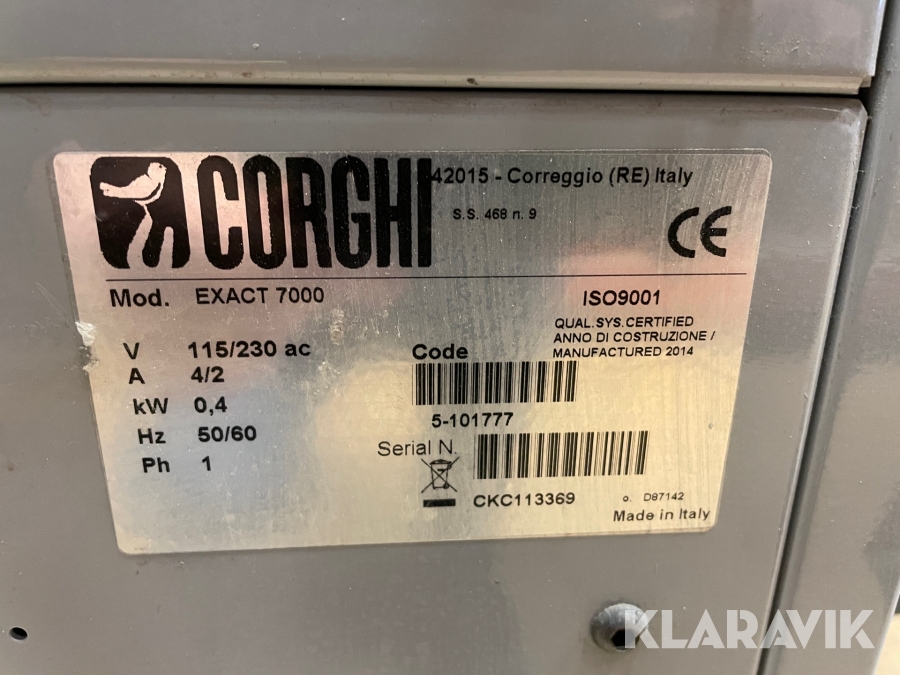 CORGHI 42015 - Correggio (RE) Italy
S.S. 468 n. 9
CE
Mod. EXACT 7000
ISO9001
QUAL.SYS.CERTIFIED
ANNO DI COSTRUZIONE /
MANUFACTURED 2014
V 115/230 ac
A 4/2
kW 0,4
Hz 50/60
Ph 1
Code
5-101777
Serial N.
CKC113369
o. D87142
Made in Italy
KLARAVIK